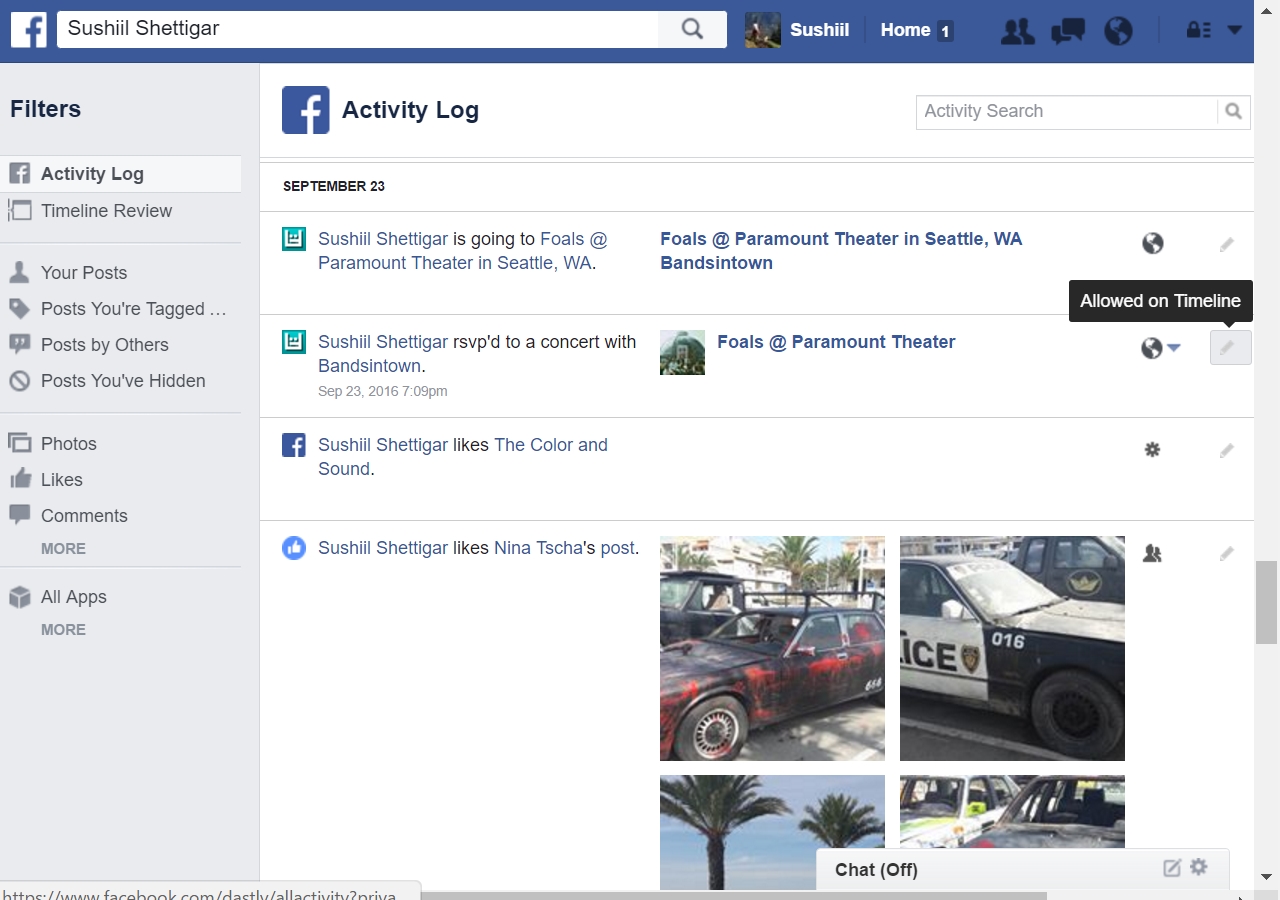 Sushiil Shettigar
Sushiil
Home 1
Filters
Activity Log
Timeline Review
Your Posts
Posts You're Tagged …
Posts by Others
Posts You've Hidden
Photos
Likes
Comments
MORE
All Apps
MORE
Activity Log
Activity Search
SEPTEMBER 23
Sushiil Shettigar is going to Foals @
Paramount Theater in Seattle, WA.
Foals @ Paramount Theater in Seattle, WA
Bandsintown
Allowed on Timeline
Sushiil Shettigar rsvp'd to a concert with
Bandsintown.
Sep 23, 2016 7:09pm
Foals @ Paramount Theater
Sushiil Shettigar likes The Color and
Sound.
Sushiil Shettigar likes Nina Tscha's post.
666
LICE
016
Chat (Off)
https://www.facebook.com/dastly/allactivity?priva